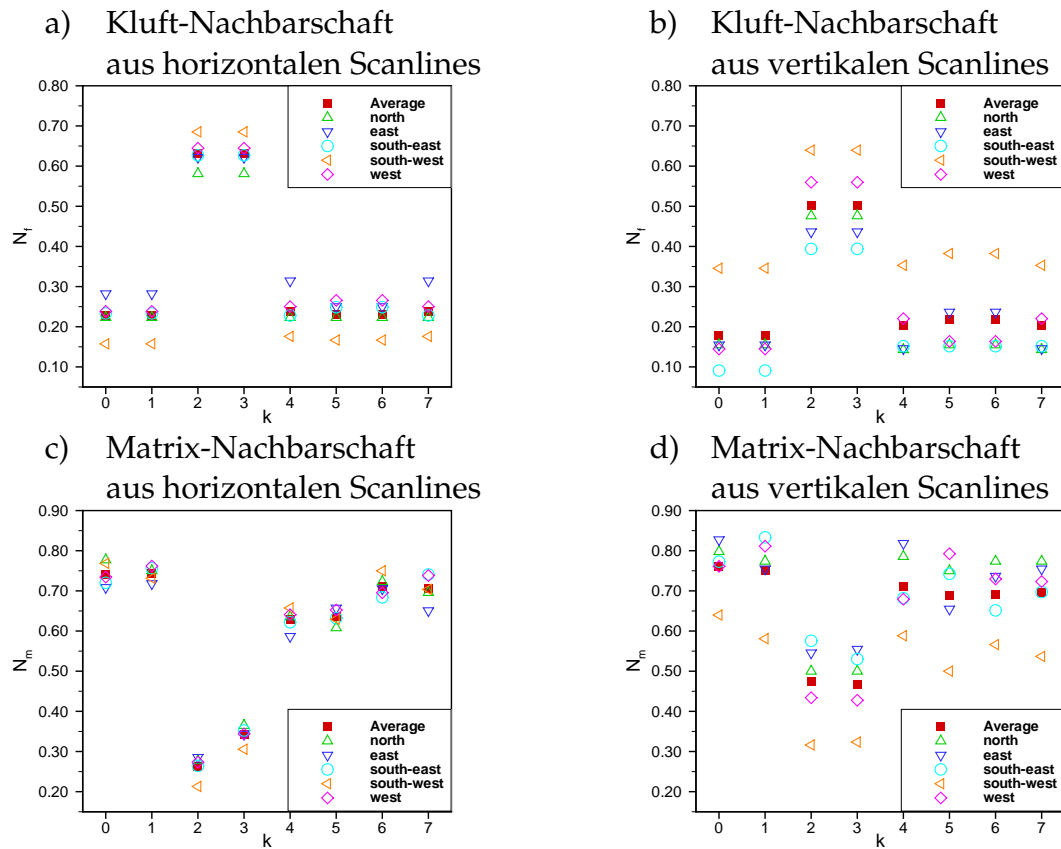 a) Kluft-Nachbarschaft
aus horizontalen Scanlines
0.80
0.70
0.60
0.50
0.40
0.30
0.20
0.10
N_f
0 1 2 3 4 5 6 7
k
Average
north
east
south-east
south-west
west
b) Kluft-Nachbarschaft
aus vertikalen Scanlines
0.80
0.70
0.60
0.50
0.40
0.30
0.20
0.10
N_f
0 1 2 3 4 5 6 7
k
Average
north
east
south-east
south-west
west
c) Matrix-Nachbarschaft
aus horizontalen Scanlines
0.90
0.80
0.70
0.60
0.50
0.40
0.30
0.20
N_m
0 1 2 3 4 5 6 7
k
Average
north
east
south-east
south-west
west
d) Matrix-Nachbarschaft
aus vertikalen Scanlines
0.90
0.80
0.70
0.60
0.50
0.40
0.30
0.20
N_m
0 1 2 3 4 5 6 7
k
Average
north
east
south-east
south-west
west